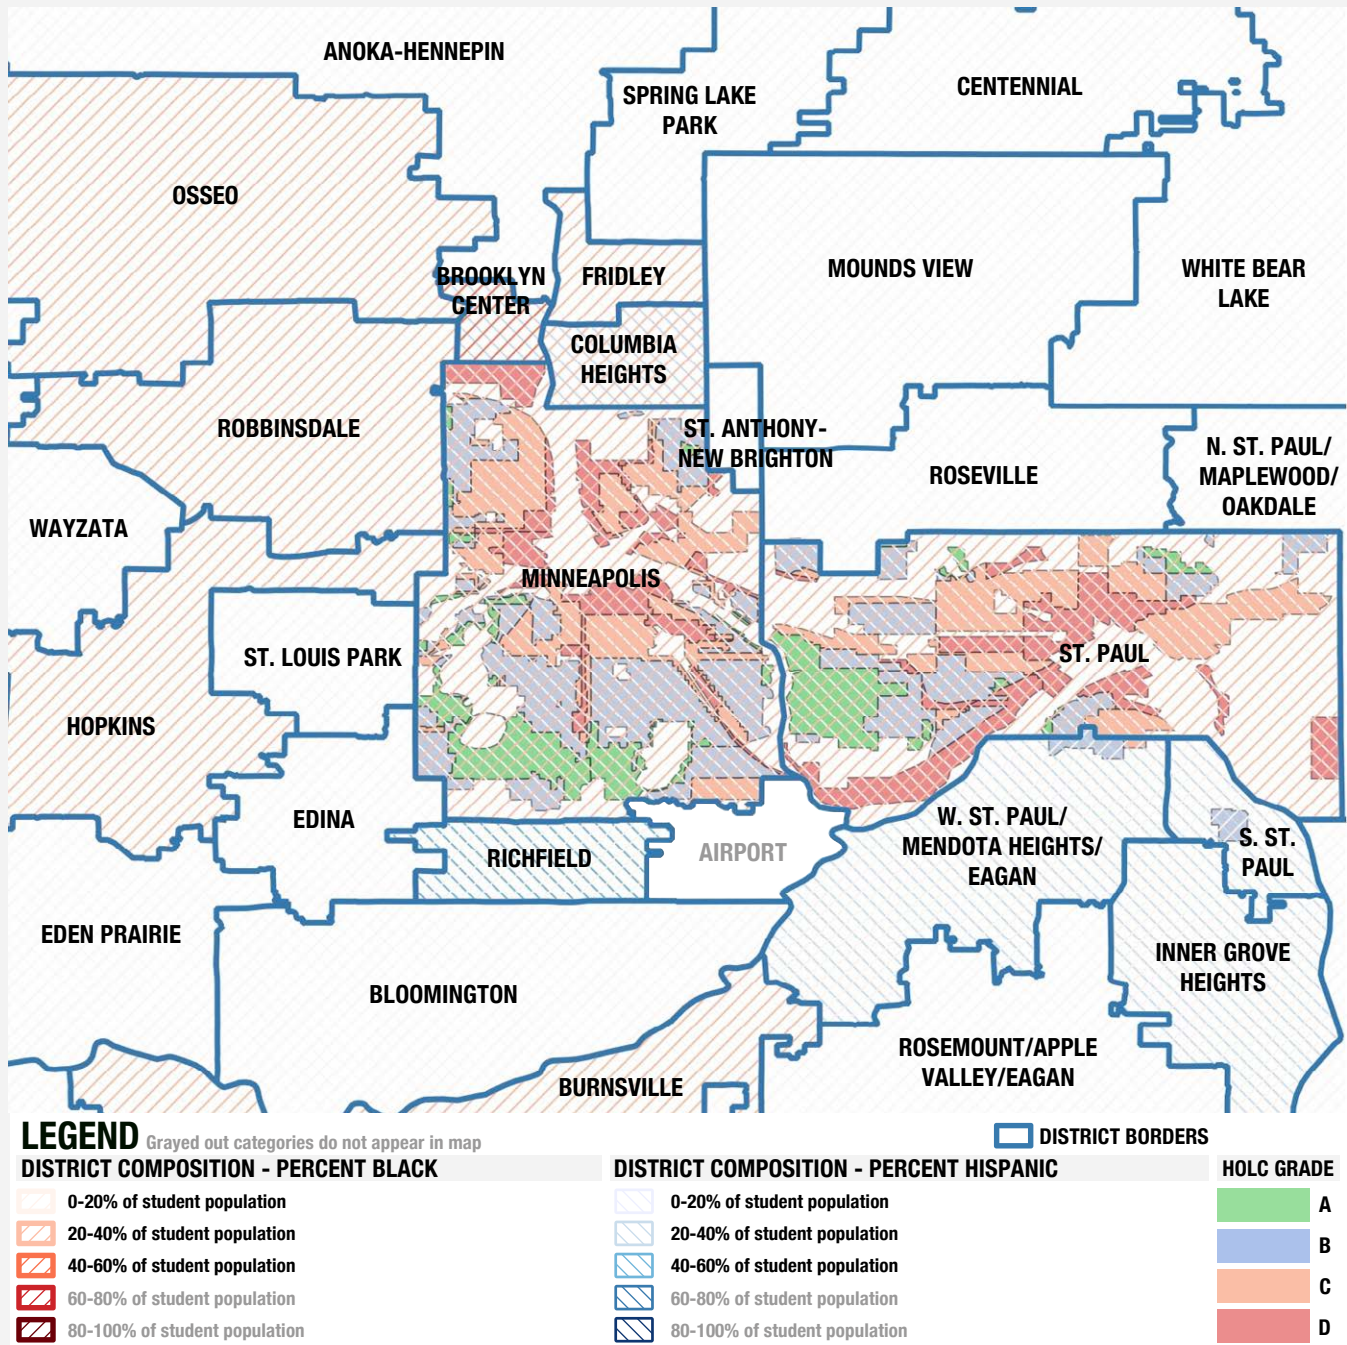 ANOKA-HENNEPIN
SPRING LAKE
PARK
CENTENNIAL
OSSEO
BROOKLYN
CENTER
FRIDLEY
MOUNDS VIEW
WHITE BEAR
LAKE
COLUMBIA
HEIGHTS
ROBBINSDALE
ST. ANTHONY-
NEW BRIGHTON
ROSEVILLE
N. ST. PAUL/
MAPLEWOOD/
OAKDALE
WAYZATA
MINNEAPOLIS
ST. LOUIS PARK
ST. PAUL
HOPKINS
EDINA
RICHFIELD
AIRPORT
W. ST. PAUL/
MENDOTA HEIGHTS/
EAGAN
S. ST.
PAUL
EDEN PRAIRIE
BLOOMINGTON
INNER GROVE
HEIGHTS
ROSEMOUNT/APPLE
VALLEY/EAGAN
BURNSVILLE
LEGEND Grayed out categories do not appear in map
DISTRICT BORDERS
DISTRICT COMPOSITION - PERCENT BLACK
0-20% of student population
20-40% of student population
40-60% of student population
60-80% of student population
80-100% of student population
DISTRICT COMPOSITION - PERCENT HISPANIC
0-20% of student population
20-40% of student population
40-60% of student population
60-80% of student population
80-100% of student population
HOLC GRADE
A
B
C
D